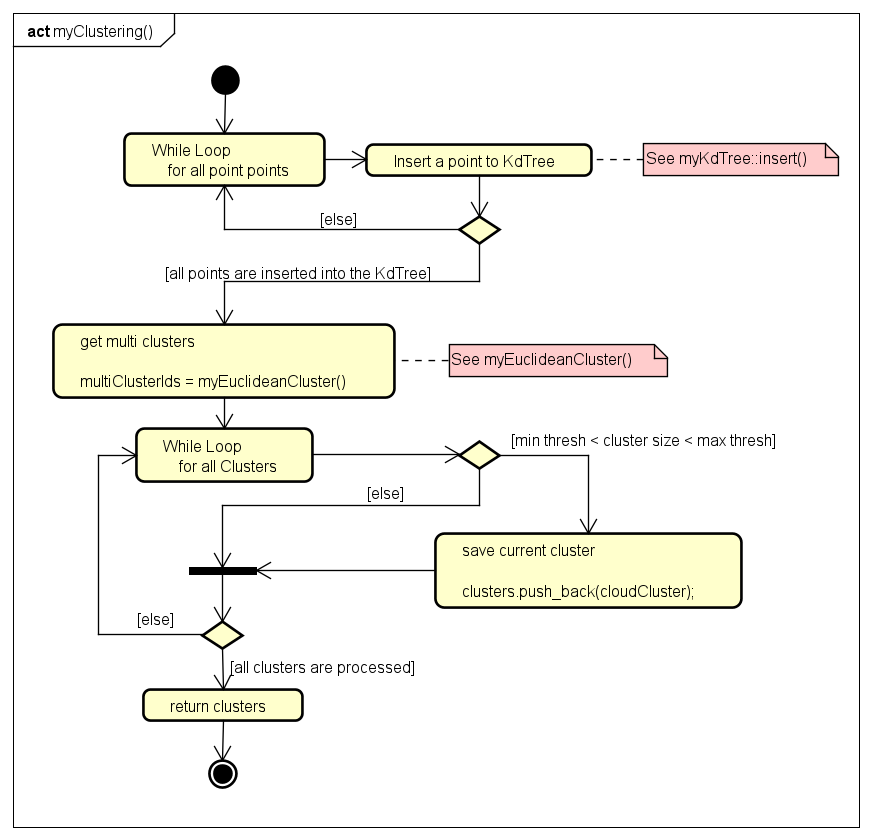 act myClustering()
While Loop
for all point points
Insert a point to KdTree
See myKdTree::insert()
[else]
[all points are inserted into the KdTree]
get multi clusters
multiClusterIds = myEuclideanCluster()
See myEuclideanCluster()
While Loop
for all Clusters
[min thresh < cluster size < max thresh]
[else]
save current cluster
clusters.push_back(cloudCluster);
[else]
[all clusters are processed]
return clusters